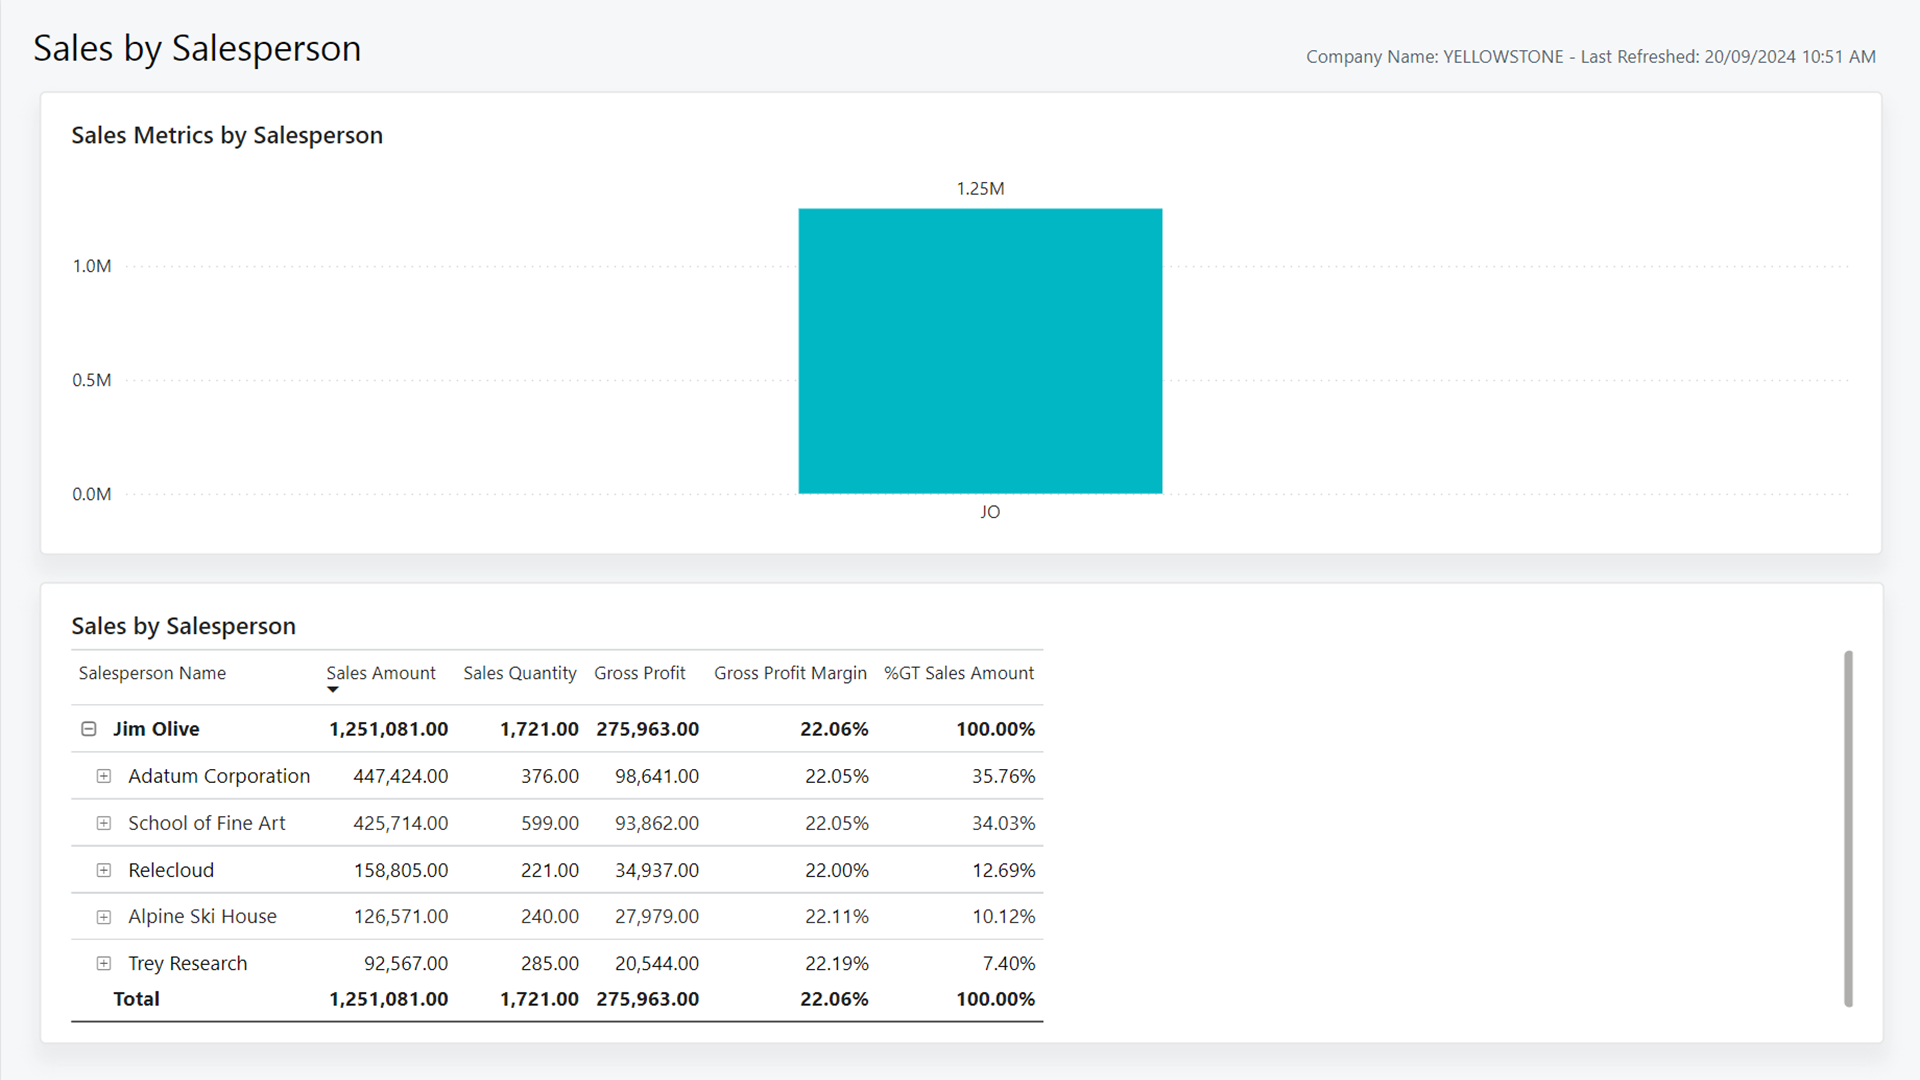 Sales by Salesperson
Company Name: YELLOWSTONE - Last Refreshed: 20/09/2024 10:51 AM
Sales Metrics by Salesperson
1.25M
1.0M
0.5M
0.0M
JO
Sales by Salesperson
Salesperson Name Sales Amount Sales Quantity Gross Profit Gross Profit Margin %GT Sales Amount
Jim Olive 1,251,081.00 1,721.00 275,963.00 22.06% 100.00%
Adatum Corporation 447,424.00 376.00 98,641.00 22.05% 35.76%
School of Fine Art 425,714.00 599.00 93,862.00 22.05% 34.03%
Relecloud 158,805.00 221.00 34,937.00 22.00% 12.69%
Alpine Ski House 126,571.00 240.00 27,979.00 22.11% 10.12%
Trey Research 92,567.00 285.00 20,544.00 22.19% 7.40%
Total 1,251,081.00 1,721.00 275,963.00 22.06% 100.00%